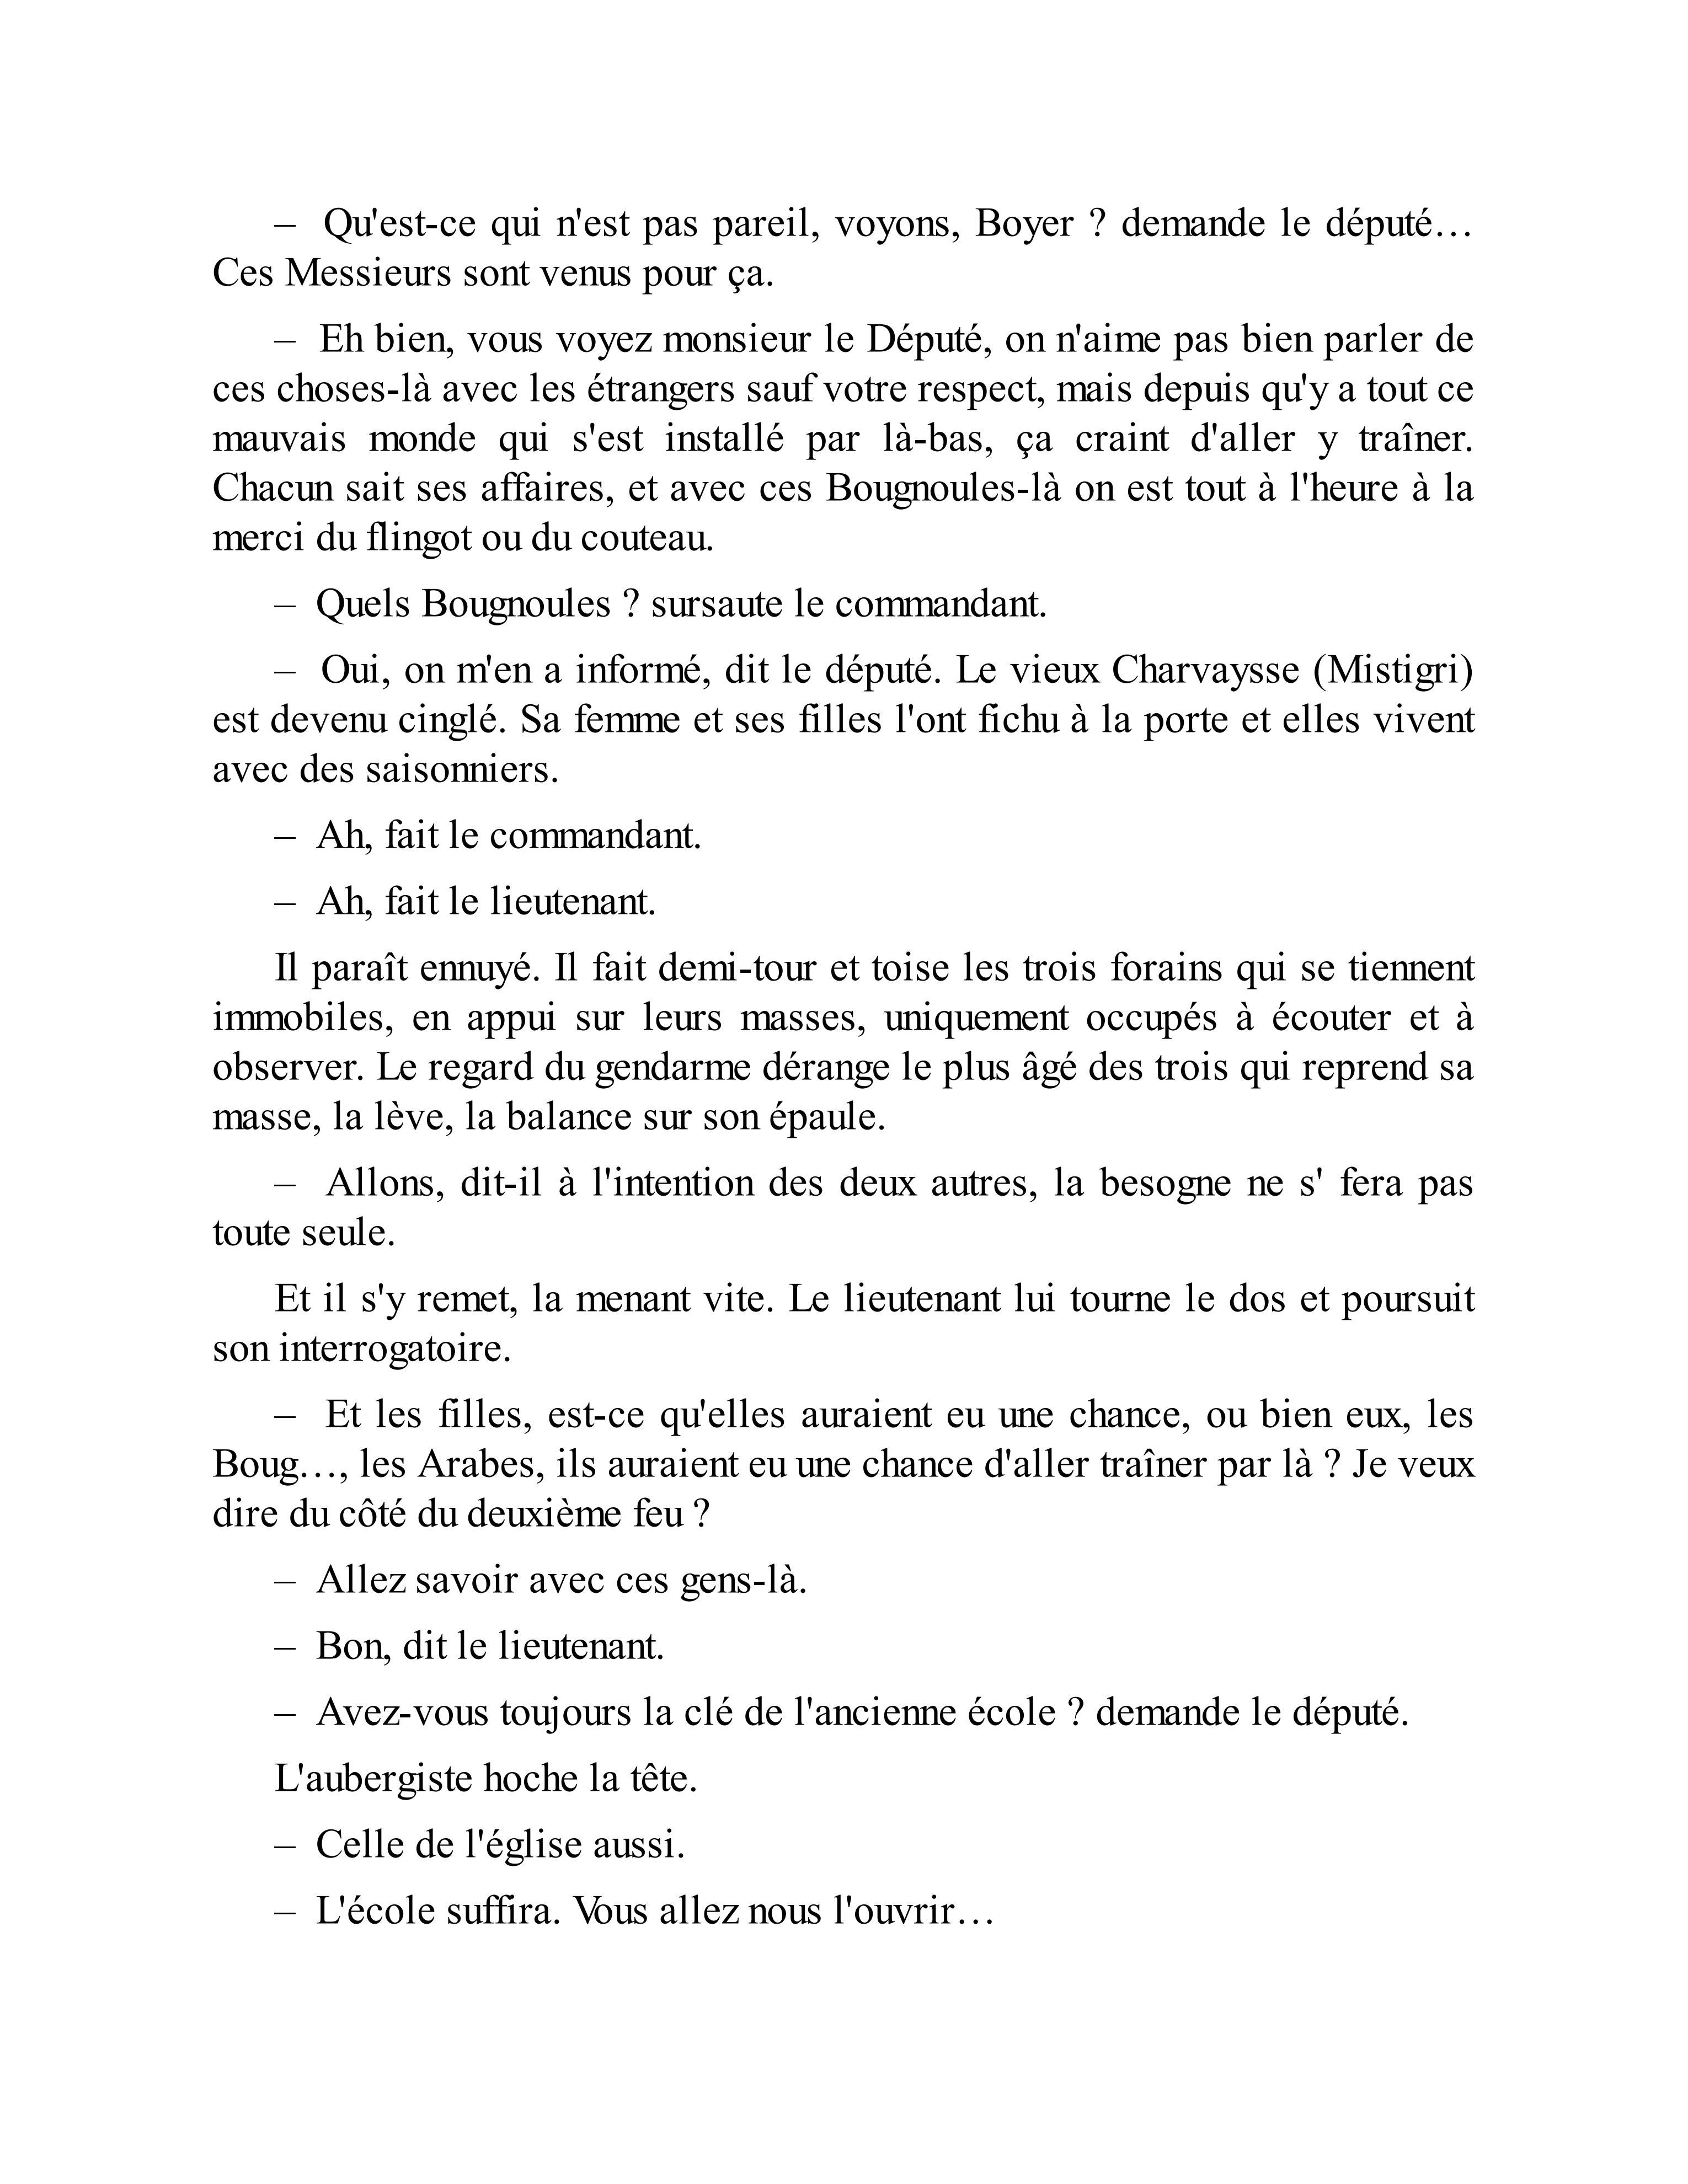 – Qu'est-ce qui n'est pas pareil, voyons, Boyer ? demande le député…
Ces Messieurs sont venus pour ça.
– Eh bien, vous voyez monsieur le Député, on n'aime pas bien parler de
ces choses-là avec les étrangers sauf votre respect, mais depuis qu'y a tout ce
mauvais monde qui s'est installé par là-bas, ça craint d'aller y traîner.
Chacun sait ses affaires, et avec ces Bougnoules-là on est tout à l'heure à la
merci du flingot ou du couteau.
– Quels Bougnoules ? sursaute le commandant.
– Oui, on m'en a informé, dit le député. Le vieux Charvaysse (Mistigri)
est devenu cinglé. Sa femme et ses filles l'ont fichu à la porte et elles vivent
avec des saisonniers.
– Ah, fait le commandant.
– Ah, fait le lieutenant.
Il paraît ennuyé. Il fait demi-tour et toise les trois forains qui se tiennent
immobiles, en appui sur leurs masses, uniquement occupés à écouter et à
observer. Le regard du gendarme dérange le plus âgé des trois qui reprend sa
masse, la lève, la balance sur son épaule.
– Allons, dit-il à l'intention des deux autres, la besogne ne s' fera pas
toute seule.
Et il s'y remet, la menant vite. Le lieutenant lui tourne le dos et poursuit
son interrogatoire.
– Et les filles, est-ce qu'elles auraient eu une chance, ou bien eux, les
Boug…, les Arabes, ils auraient eu une chance d'aller traîner par là ? Je veux
dire du côté du deuxième feu ?
– Allez savoir avec ces gens-là.
– Bon, dit le lieutenant.
– Avez-vous toujours la clé de l'ancienne école ? demande le député.
L'aubergiste hoche la tête.
– Celle de l'église aussi.
– L'école suffira. Vous allez nous l'ouvrir…